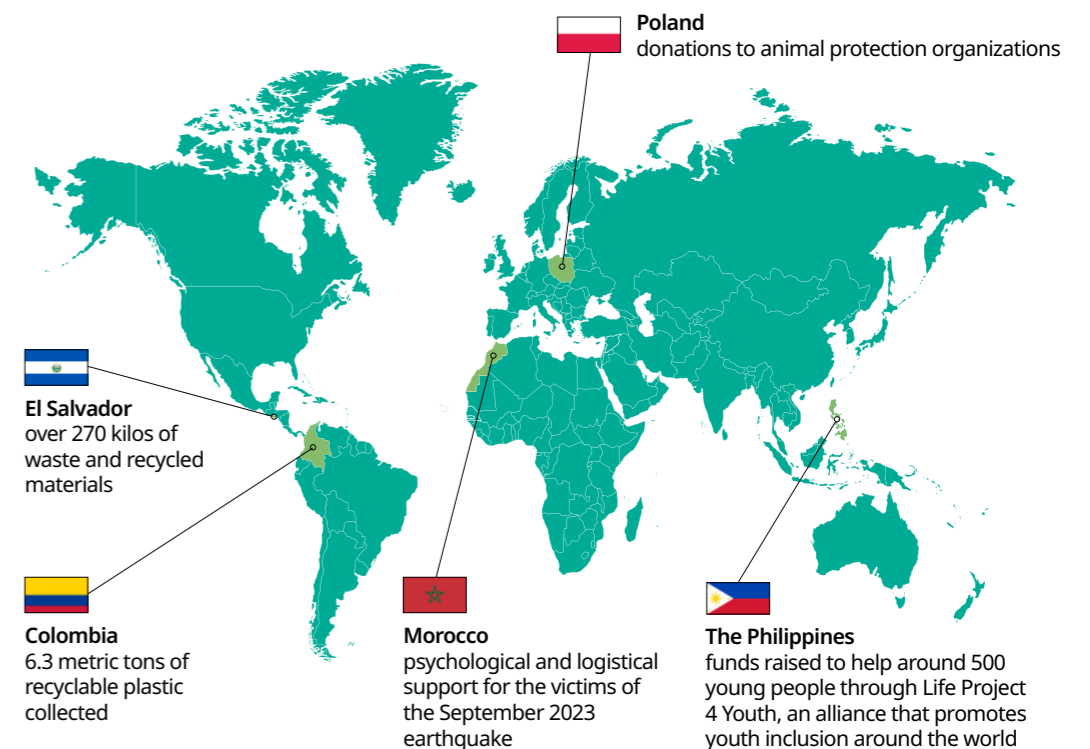 Poland
donations to animal protection organizations
El Salvador
over 270 kilos of
waste and recycled
materials
Colombia
6.3 metric tons of
recyclable plastic
collected
Morocco
psychological and logistical
support for the victims of
the September 2023
earthquake
The Philippines
funds raised to help around 500
young people through Life Project
4 Youth, an alliance that promotes
youth inclusion around the world